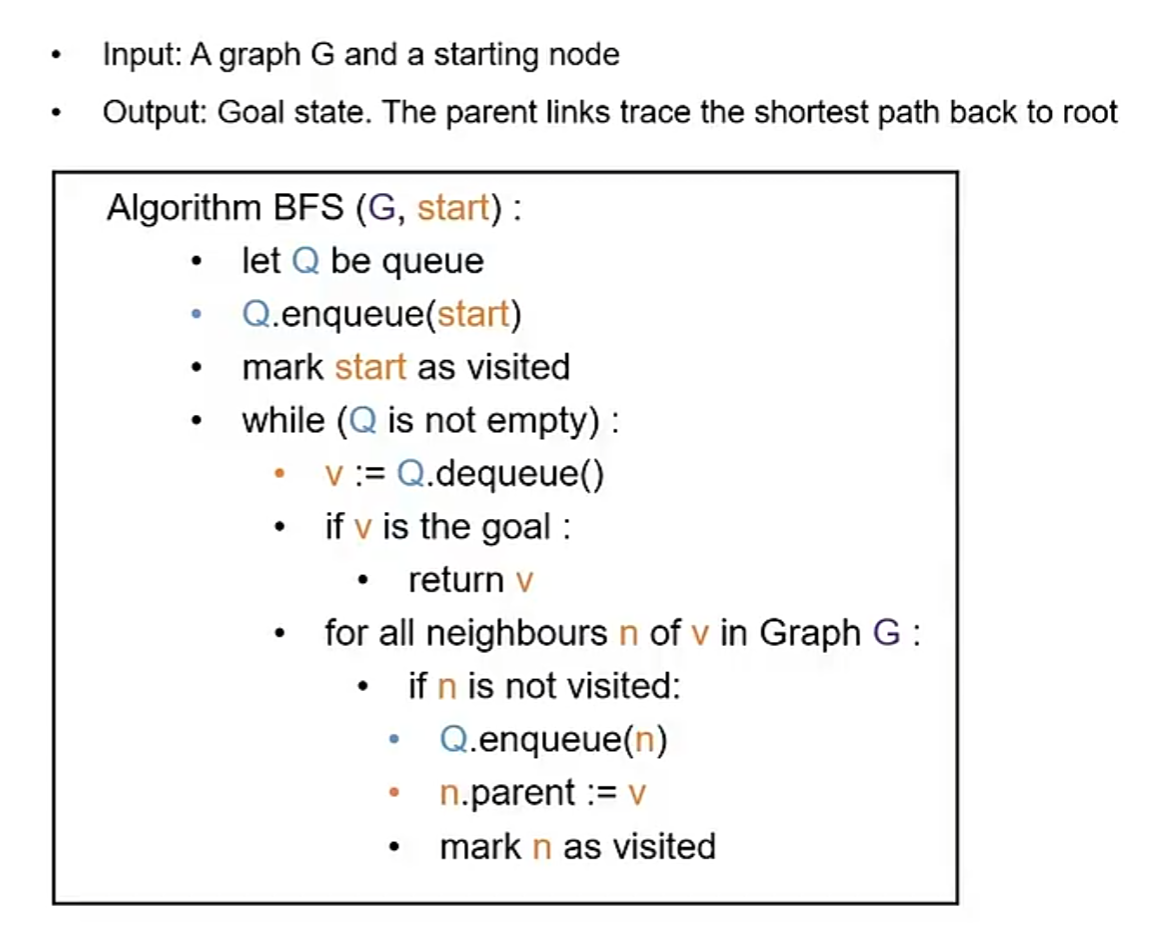 • Input: A graph G and a starting node
• Output: Goal state. The parent links trace the shortest path back to root
Algorithm BFS (G, start) :
• let Q be queue
• Q.enqueue(start)
• mark start as visited
• while (Q is not empty) :
• v := Q.dequeue()
• if v is the goal :
• return v
• for all neighbours n of v in Graph G :
• if n is not visited:
• Q.enqueue(n)
• n.parent := v
• mark n as visited